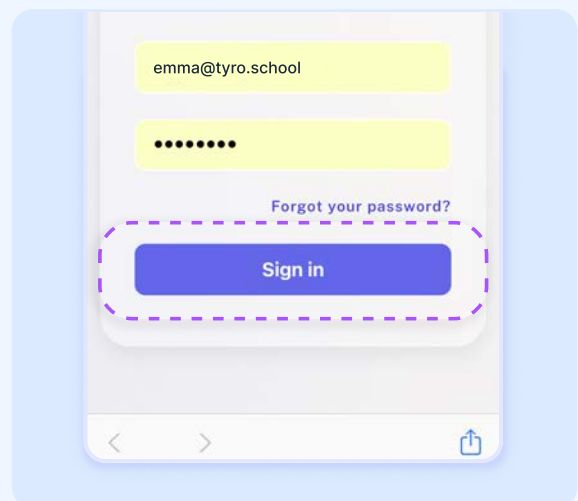 emma@tyro.school
••••••••
Forgot your password?
Sign in